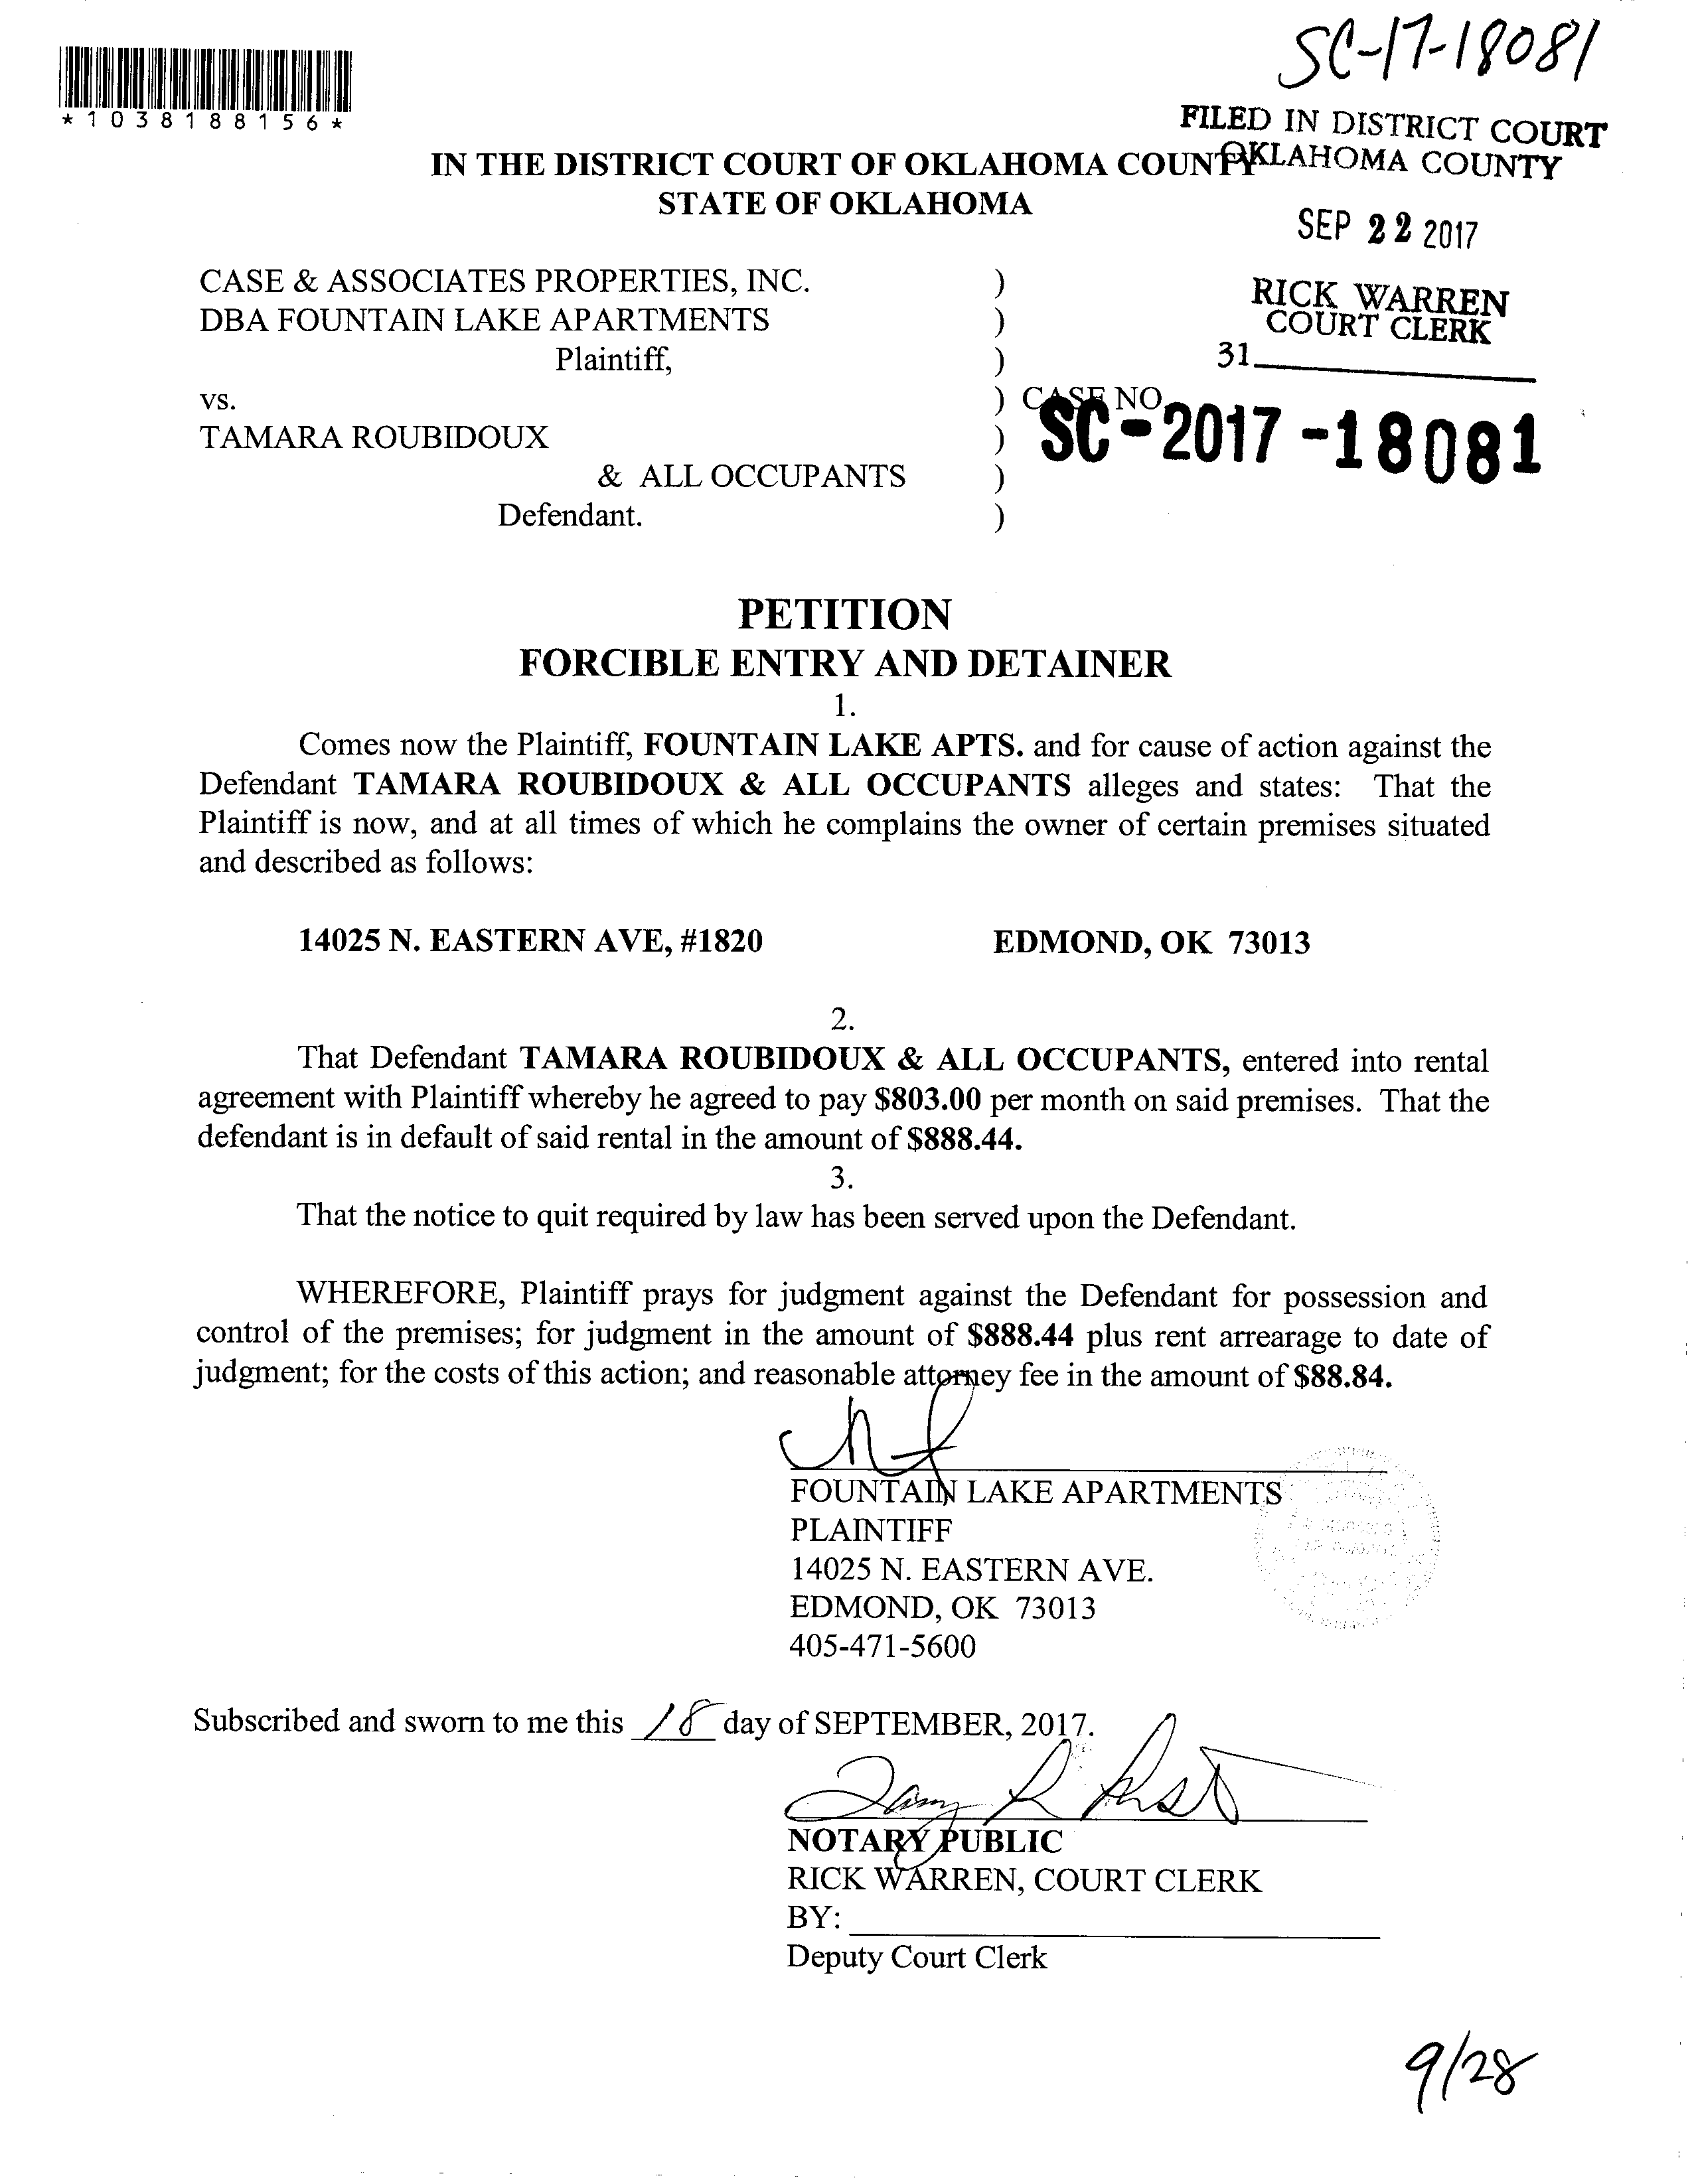 SC-17-18081
*1038188156*
FILED IN DISTRICT COURT
OKLAHOMA COUNTY
IN THE DISTRICT COURT OF OKLAHOMA COUNTY
STATE OF OKLAHOMA
SEP 22 2017
CASE & ASSOCIATES PROPERTIES, INC. )
DBA FOUNTAIN LAKE APARTMENTS )
RICK WARREN
COURT CLERK
Plaintiff, )
31
vs. ) CASE NO.
SC-2017-18081
TAMARA ROUBIDOUX )
& ALL OCCUPANTS )
Defendant. )
PETITION
FORCIBLE ENTRY AND DETAINER
1.
Comes now the Plaintiff, FOUNTAIN LAKE APTS. and for cause of action against the
Defendant TAMARA ROUBIDOUX & ALL OCCUPANTS alleges and states: That the
Plaintiff is now, and at all times of which he complains the owner of certain premises situated
and described as follows:
14025 N. EASTERN AVE, #1820 EDMOND, OK 73013
2.
That Defendant TAMARA ROUBIDOUX & ALL OCCUPANTS, entered into rental
agreement with Plaintiff whereby he agreed to pay $803.00 per month on said premises. That the
defendant is in default of said rental in the amount of $888.44.
3.
That the notice to quit required by law has been served upon the Defendant.
WHEREFORE, Plaintiff prays for judgment against the Defendant for possession and
control of the premises; for judgment in the amount of $888.44 plus rent arrearage to date of
judgment; for the costs of this action; and reasonable attorney fee in the amount of $88.84.
FOUNTAIN LAKE APARTMENTS
PLAINTIFF
14025 N. EASTERN AVE.
EDMOND, OK 73013
405-471-5600
Subscribed and sworn to me this 18 day of SEPTEMBER, 2017.
NOTARY PUBLIC
RICK WARREN, COURT CLERK
BY:
Deputy Court Clerk
9/28